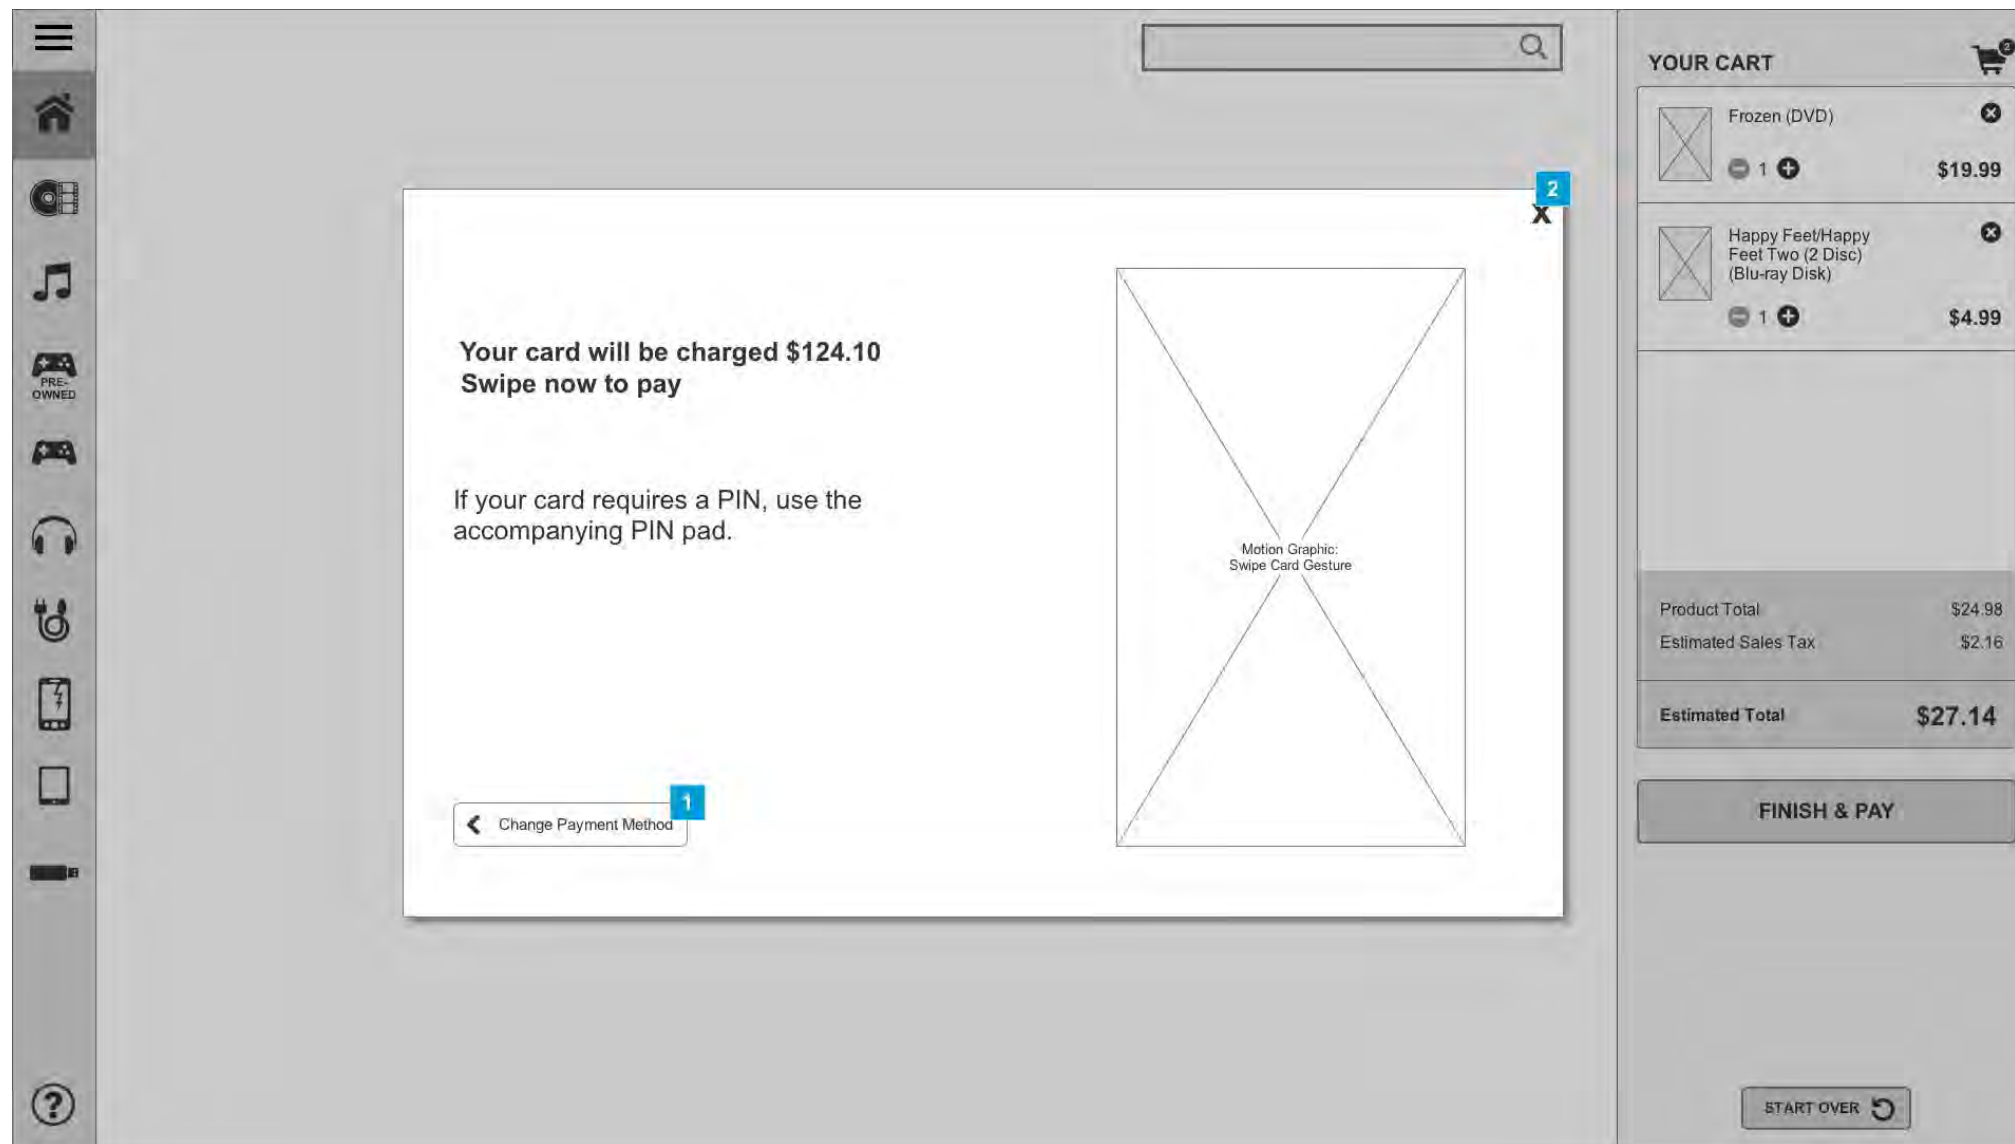 PRE-
OWNED
2
X
Your card will be charged $124.10
Swipe now to pay
If your card requires a PIN, use the
accompanying PIN pad.
Motion Graphic:
Swipe Card Gesture
1
Change Payment Method
YOUR CART
2
Frozen (DVD)
1
$19.99
Happy Feet/Happy
Feet Two (2 Disc)
(Blu-ray Disk)
1
$4.99
Product Total $24.98
Estimated Sales Tax $2.16
Estimated Total $27.14
FINISH & PAY
START OVER
?